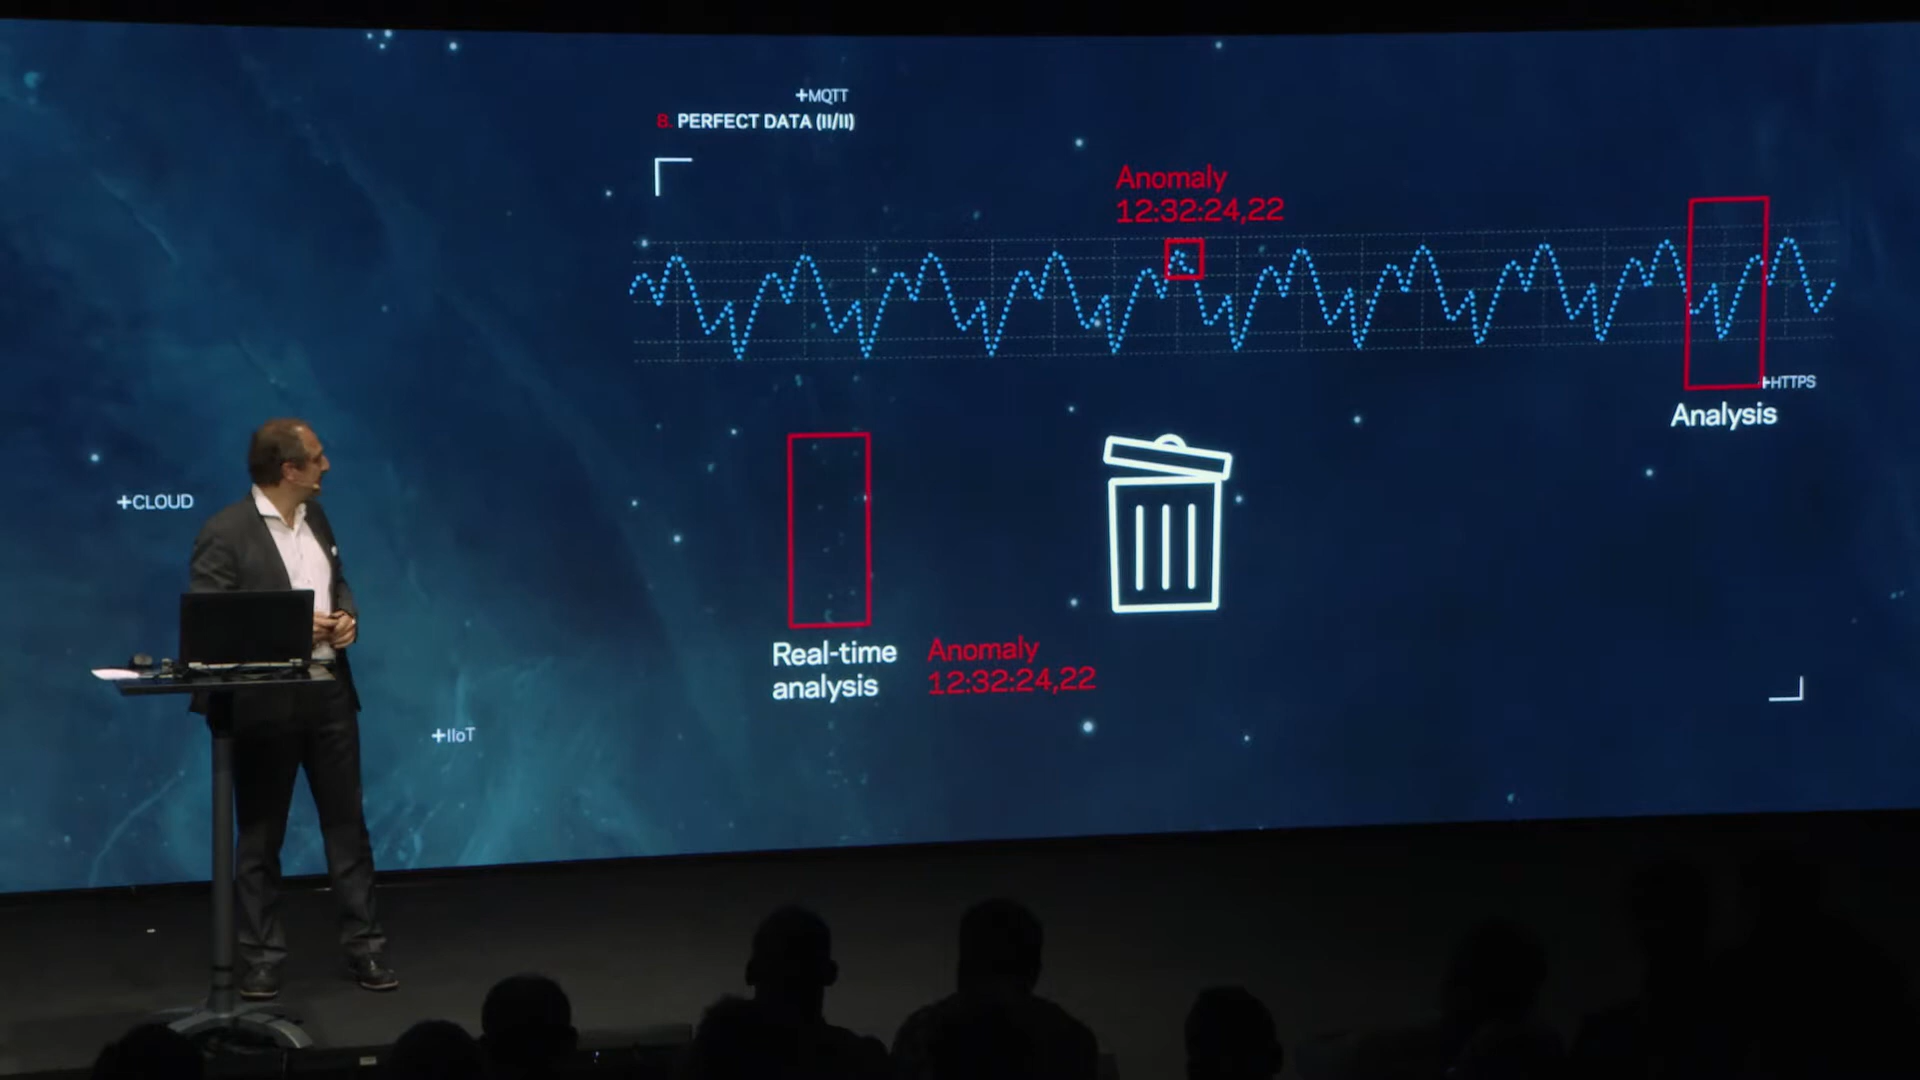 +MQTT
8. PERFECT DATA (II/II)
Anomaly
12:32:24,22
+HTTPS
Analysis
+CLOUD
Real-time
analysis
Anomaly
12:32:24,22
+IIoT